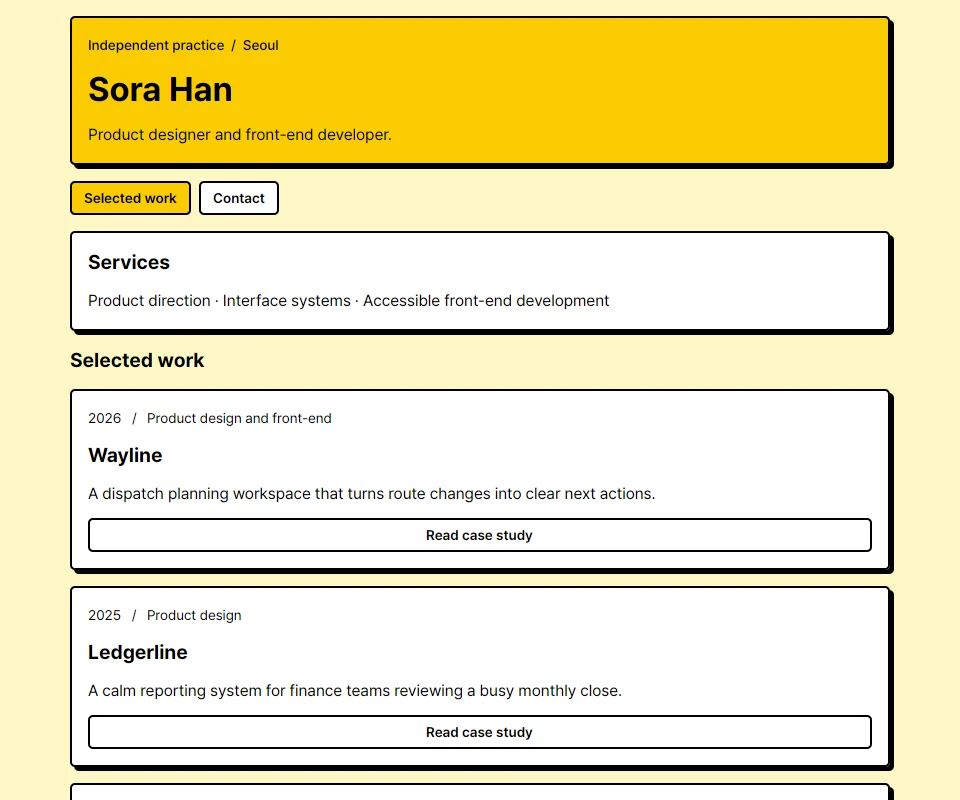 Independent practice / Seoul
Sora Han
Product designer and front-end developer.
Selected work
Contact
Services
Product direction · Interface systems · Accessible front-end development
Selected work
2026 / Product design and front-end
Wayline
A dispatch planning workspace that turns route changes into clear next actions.
Read case study
2025 / Product design
Ledgerline
A calm reporting system for finance teams reviewing a busy monthly close.
Read case study